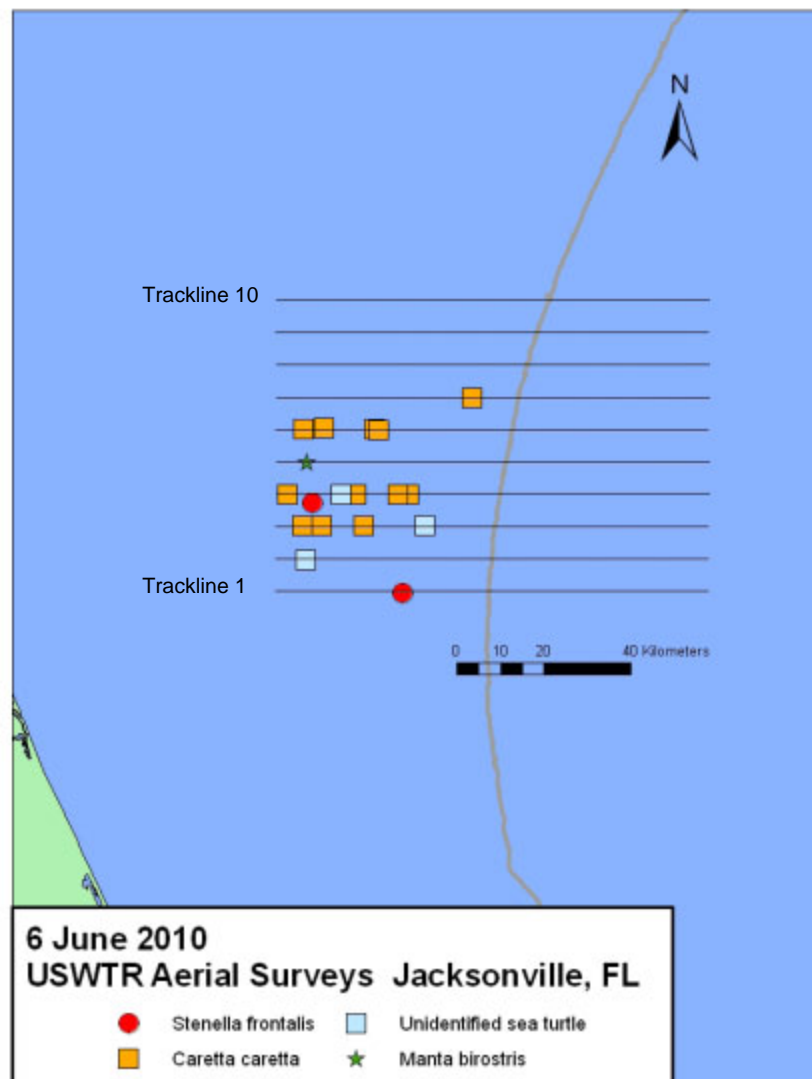 N
Trackline 10
Trackline 1
0 10 20 40 Kilometers
6 June 2010
USWTR Aerial Surveys Jacksonville, FL
Stenella frontalis Unidentified sea turtle
Caretta caretta Manta birostris